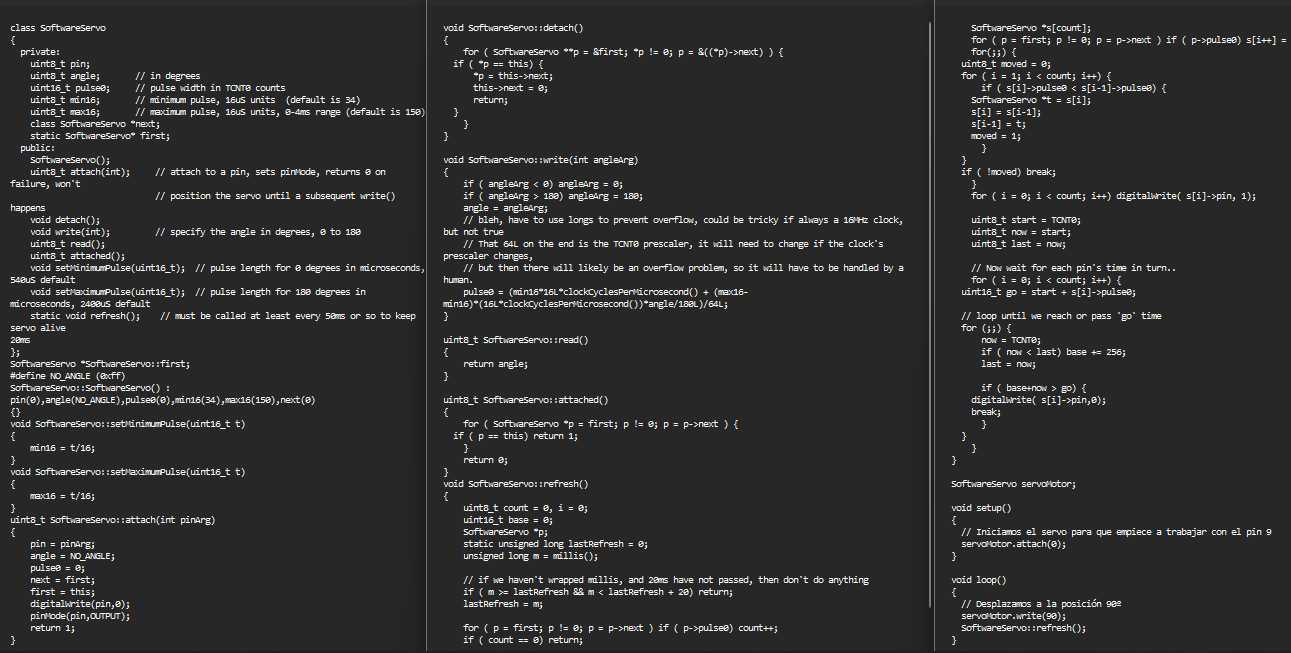 class SoftwareServo
{
  private:
    uint8_t pin;
    uint8_t angle;       // in degrees
    uint16_t pulse0;     // pulse width in TCNT0 counts
    uint8_t min16;       // minimum pulse, 16uS units  (default is 34)
    uint8_t max16;       // maximum pulse, 16uS units, 0-4ms range (default is 150)
    class SoftwareServo *next;
    static SoftwareServo* first;
  public:
    SoftwareServo();
    uint8_t attach(int);     // attach to a pin, sets pinMode, returns 0 on
failure, won't
                             // position the servo until a subsequent write()
happens
    void detach();
    void write(int);         // specify the angle in degrees, 0 to 180
    uint8_t read();
    uint8_t attached();
    void setMinimumPulse(uint16_t);  // pulse length for 0 degrees in microseconds,
540uS default
    void setMaximumPulse(uint16_t);  // pulse length for 180 degrees in
microseconds, 2400uS default
    static void refresh();    // must be called at least every 50ms or so to keep
servo alive
20ms
};
SoftwareServo *SoftwareServo::first;
#define NO_ANGLE (0xff)
SoftwareServo::SoftwareServo() :
pin(0),angle(NO_ANGLE),pulse0(0),min16(34),max16(150),next(0)
{}
void SoftwareServo::setMinimumPulse(uint16_t t)
{
    min16 = t/16;
}
void SoftwareServo::setMaximumPulse(uint16_t t)
{
    max16 = t/16;
}
uint8_t SoftwareServo::attach(int pinArg)
{
    pin = pinArg;
    angle = NO_ANGLE;
    pulse0 = 0;
    next = first;
    first = this;
    digitalWrite(pin,0);
    pinMode(pin,OUTPUT);
    return 1;
}
void SoftwareServo::detach()
{
    for ( SoftwareServo **p = &first; *p != 0; p = &((*p)->next) ) {
  if ( *p == this) {
      *p = this->next;
      this->next = 0;
      return;
  }
    }
}
void SoftwareServo::write(int angleArg)
{
    if ( angleArg < 0) angleArg = 0;
    if ( angleArg > 180) angleArg = 180;
    angle = angleArg;
    // bleh, have to use longs to prevent overflow, could be tricky if always a 16MHz clock,
but not true
    // That 64L on the end is the TCNT0 prescaler, it will need to change if the clock's
prescaler changes,
    // but then there will likely be an overflow problem, so it will have to be handled by a
human.
    pulse0 = (min16*16L*clockCyclesPerMicrosecond() + (max16-
min16)*(16L*clockCyclesPerMicrosecond())*angle/180L)/64L;
}
uint8_t SoftwareServo::read()
{
    return angle;
}
uint8_t SoftwareServo::attached()
{
    for ( SoftwareServo *p = first; p != 0; p = p->next ) {
  if ( p == this) return 1;
    }
    return 0;
}
void SoftwareServo::refresh()
{
    uint8_t count = 0, i = 0;
    uint16_t base = 0;
    SoftwareServo *p;
    static unsigned long lastRefresh = 0;
    unsigned long m = millis();
    // if we haven't wrapped millis, and 20ms have not passed, then don't do anything
    if ( m >= lastRefresh && m < lastRefresh + 20) return;
    lastRefresh = m;
    for ( p = first; p != 0; p = p->next ) if ( p->pulse0) count++;
    if ( count == 0) return;
    SoftwareServo *s[count];
    for ( p = first; p != 0; p = p->next ) if ( p->pulse0) s[i++] =
    for(;;) {
  uint8_t moved = 0;
  for ( i = 1; i < count; i++) {
      if ( s[i]->pulse0 < s[i-1]->pulse0) {
    SoftwareServo *t = s[i];
    s[i] = s[i-1];
    s[i-1] = t;
    moved = 1;
      }
  }
  if ( !moved) break;
    }
    for ( i = 0; i < count; i++) digitalWrite( s[i]->pin, 1);
    uint8_t start = TCNT0;
    uint8_t now = start;
    uint8_t last = now;
    // Now wait for each pin's time in turn..
    for ( i = 0; i < count; i++) {
  uint16_t go = start + s[i]->pulse0;
  // loop until we reach or pass 'go' time
  for (;;) {
      now = TCNT0;
      if ( now < last) base += 256;
      last = now;
      if ( base+now > go) {
    digitalWrite( s[i]->pin,0);
    break;
      }
  }
    }
}
SoftwareServo servoMotor;
void setup()
{
  // Iniciamos el servo para que empiece a trabajar con el pin 9
  servoMotor.attach(0);
}
void loop()
{
  // Desplazamos a la posición 90º
  servoMotor.write(90);
  SoftwareServo::refresh();
}